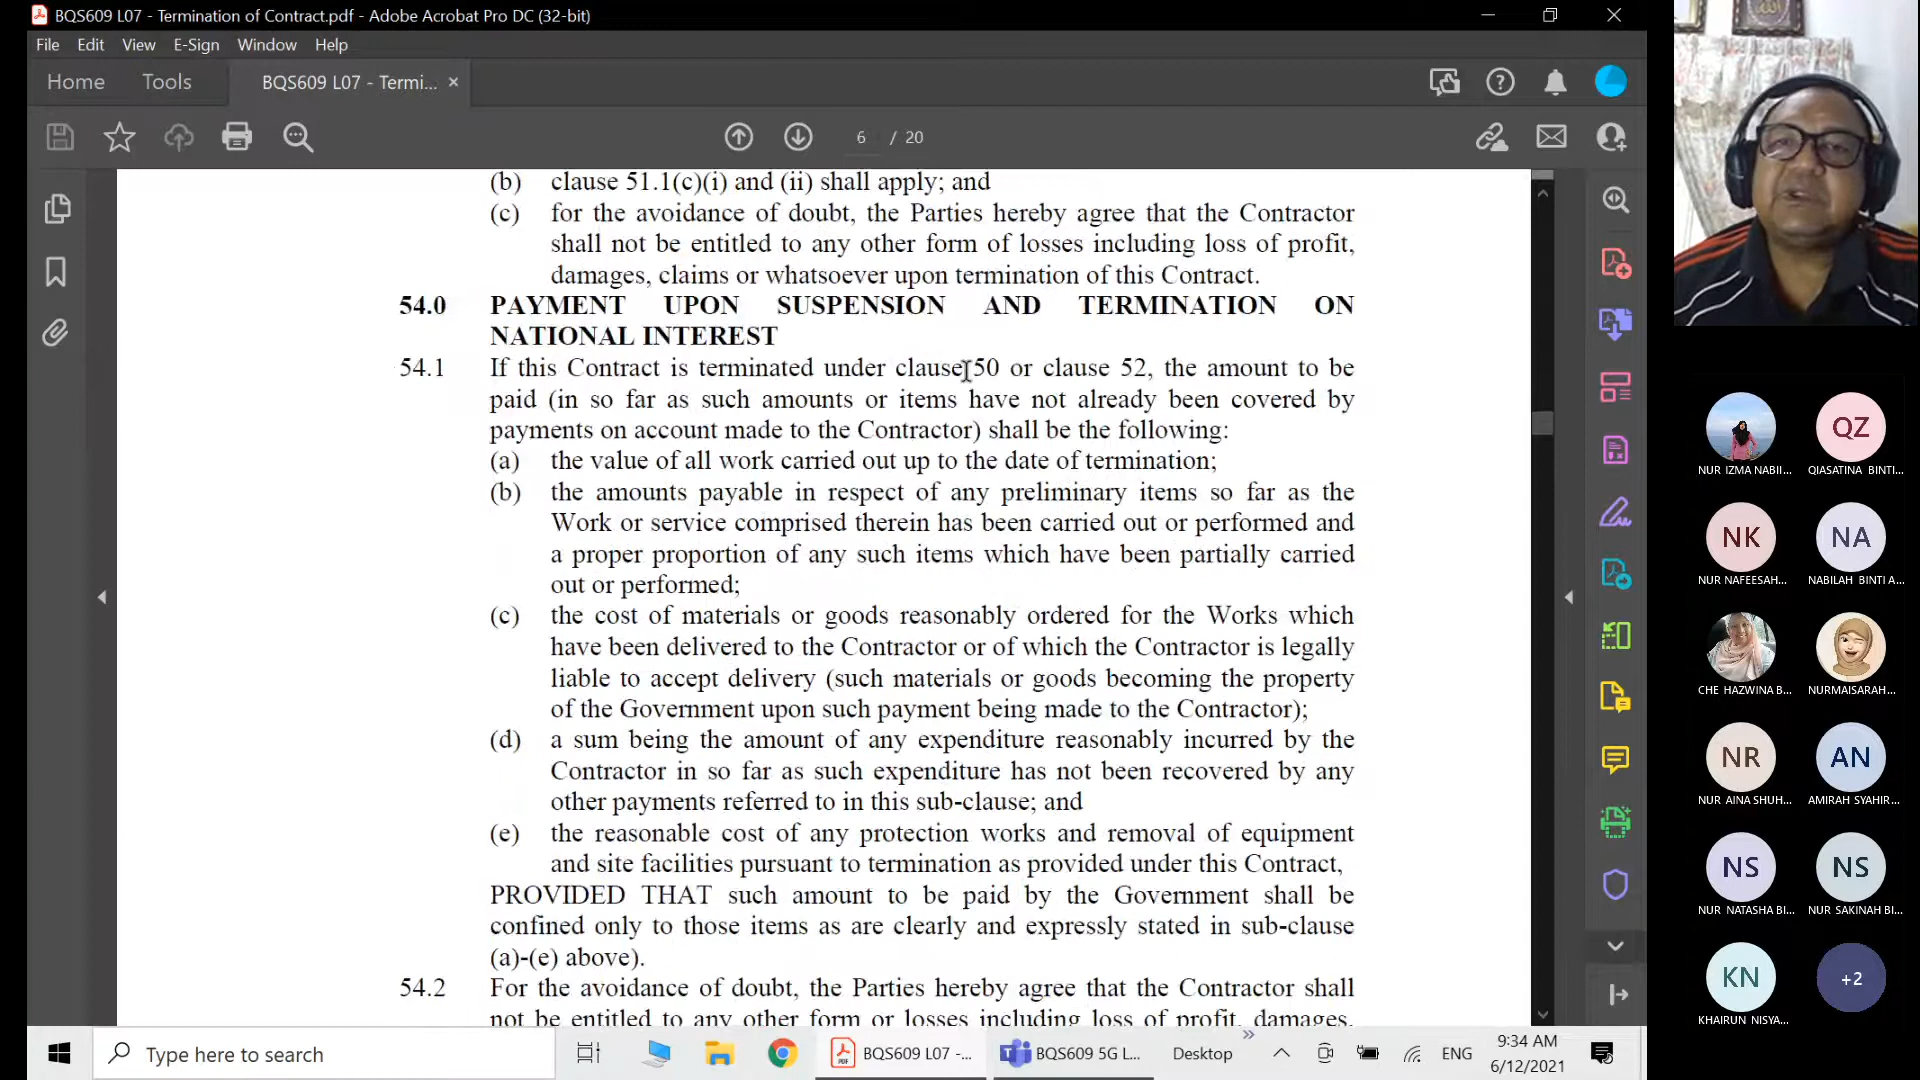 BQS609 L07 - Termination of Contract.pdf - Adobe Acrobat Pro DC (32-bit)
File Edit View E-Sign Window Help
Home Tools BQS609 L07 - Termi... ×
6 / 20
(b) clause 51.1(c)(i) and (ii) shall apply; and
(c) for the avoidance of doubt, the Parties hereby agree that the Contractor
shall not be entitled to any other form of losses including loss of profit,
damages, claims or whatsoever upon termination of this Contract.
54.0 PAYMENT UPON SUSPENSION AND TERMINATION ON
NATIONAL INTEREST
54.1 If this Contract is terminated under clause 50 or clause 52, the amount to be
paid (in so far as such amounts or items have not already been covered by
payments on account made to the Contractor) shall be the following:
(a) the value of all work carried out up to the date of termination;
(b) the amounts payable in respect of any preliminary items so far as the
Work or service comprised therein has been carried out or performed and
a proper proportion of any such items which have been partially carried
out or performed;
(c) the cost of materials or goods reasonably ordered for the Works which
have been delivered to the Contractor or of which the Contractor is legally
liable to accept delivery (such materials or goods becoming the property
of the Government upon such payment being made to the Contractor);
(d) a sum being the amount of any expenditure reasonably incurred by the
Contractor in so far as such expenditure has not been recovered by any
other payments referred to in this sub-clause; and
(e) the reasonable cost of any protection works and removal of equipment
and site facilities pursuant to termination as provided under this Contract,
PROVIDED THAT such amount to be paid by the Government shall be
confined only to those items as are clearly and expressly stated in sub-clause
(a)-(e) above).
54.2 For the avoidance of doubt, the Parties hereby agree that the Contractor shall
not be entitled to any other form or losses including loss of profit, damages,
QZ
NUR IZMA NABII... QIASATINA BINTI...
NK NA
NUR NAFEESAH... NABILAH BINTI A...
CHE HAZWINA B... NURMAISARAH...
NR AN
NUR AINA SHUH... AMIRAH SYAHIR...
NS NS
NUR NATASHA BI... NUR SAKINAH BI...
KN +2
KHAIRUN NISYA...
Type here to search
BQS609 L07 -...
BQS609 5G L...
Desktop
ENG
9:34 AM
6/12/2021